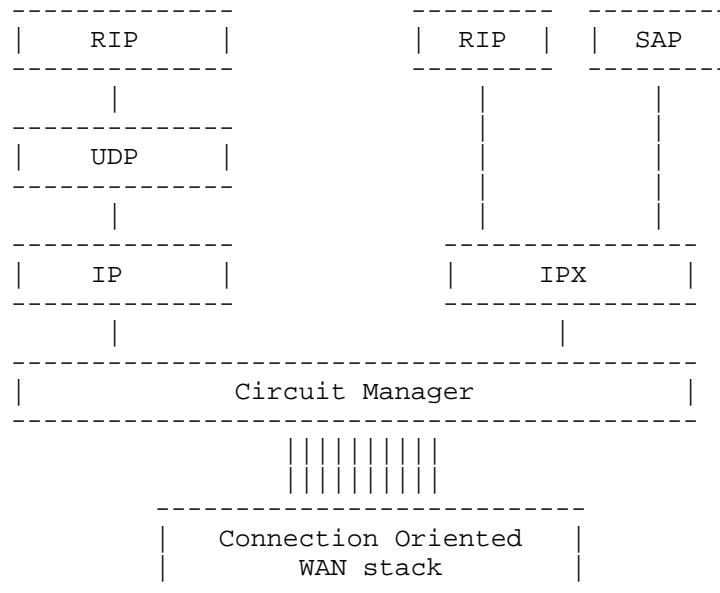 RIP RIP SAP
UDP
IP IPX
Circuit Manager
Connection Oriented
WAN stack